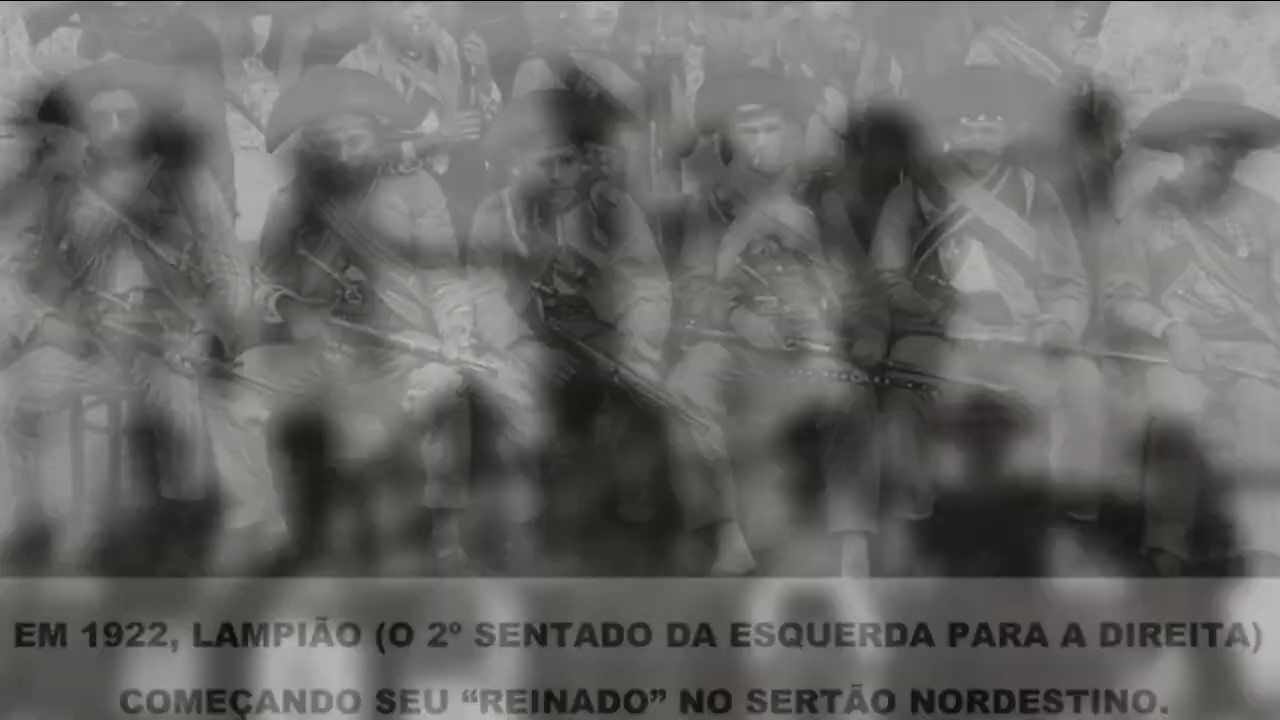 EM 1922, LAMPIÃO (O 2º SENTADO DA ESQUERDA PARA A DIREITA)
COMEÇANDO SEU “REINADO” NO SERTÃO NORDESTINO.